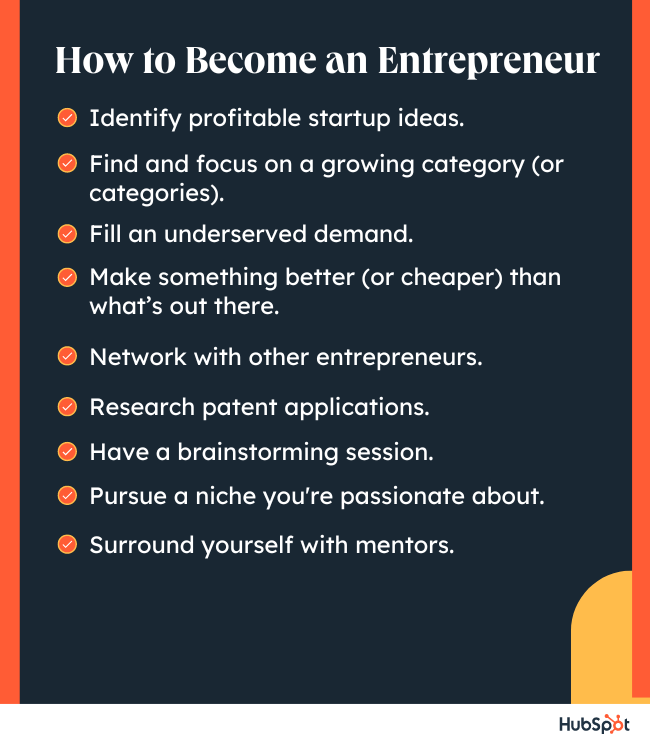 How to Become an Entrepreneur
Identify profitable startup ideas.
Find and focus on a growing category (or
categories).
Fill an underserved demand.
Make something better (or cheaper) than
what’s out there.
Network with other entrepreneurs.
Research patent applications.
Have a brainstorming session.
Pursue a niche you're passionate about.
Surround yourself with mentors.
HubSpot